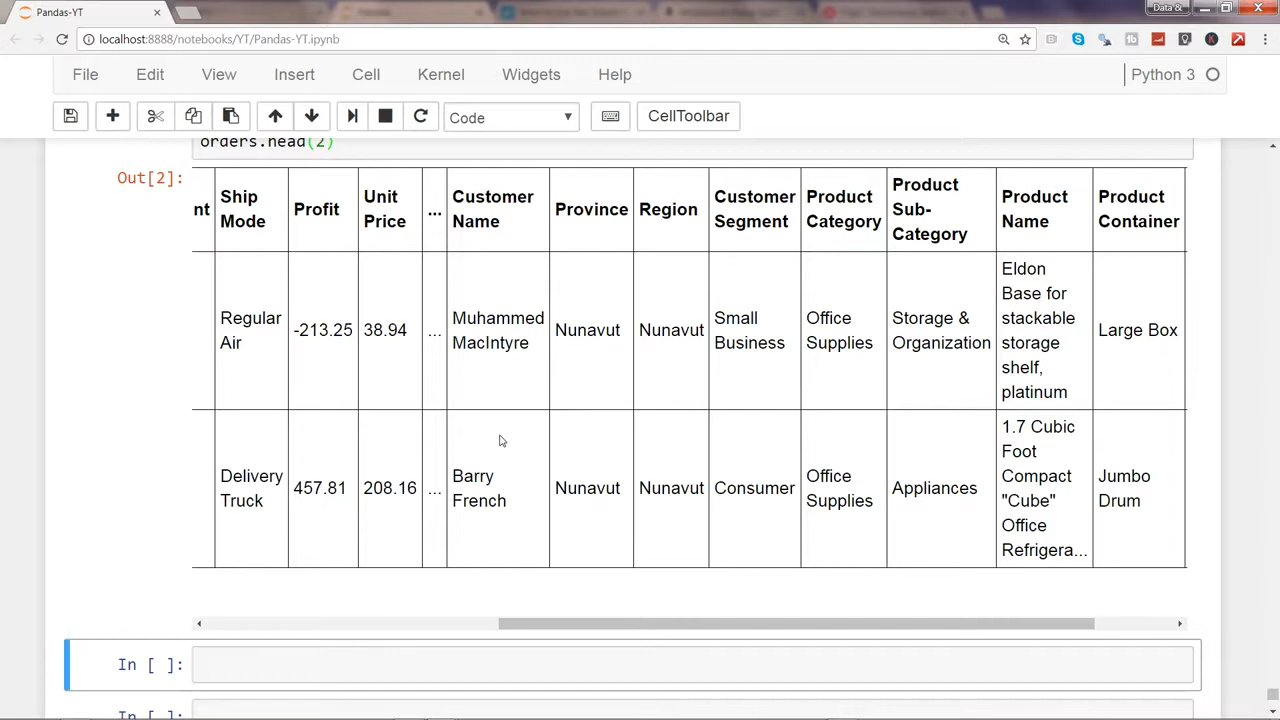 Pandas-YT
Data &
localhost:8888/notebooks/YT/Pandas-YT.ipynb
File Edit View Insert Cell Kernel Widgets Help Python 3
Code CellToolbar
orders.head(2)
Out[2]:
nt
Ship
Mode
Profit
Unit
Price
...
Customer
Name
Province
Region
Customer
Segment
Product
Category
Product
Sub-
Category
Product
Name
Product
Container
Regular
Air
-213.25
38.94
...
Muhammed
MacIntyre
Nunavut
Nunavut
Small
Business
Office
Supplies
Storage &
Organization
Eldon
Base for
stackable
storage
shelf,
platinum
Large Box
Delivery
Truck
457.81
208.16
...
Barry
French
Nunavut
Nunavut
Consumer
Office
Supplies
Appliances
1.7 Cubic
Foot
Compact
"Cube"
Office
Refrigera...
Jumbo
Drum
In [ ]:
In [ ]: